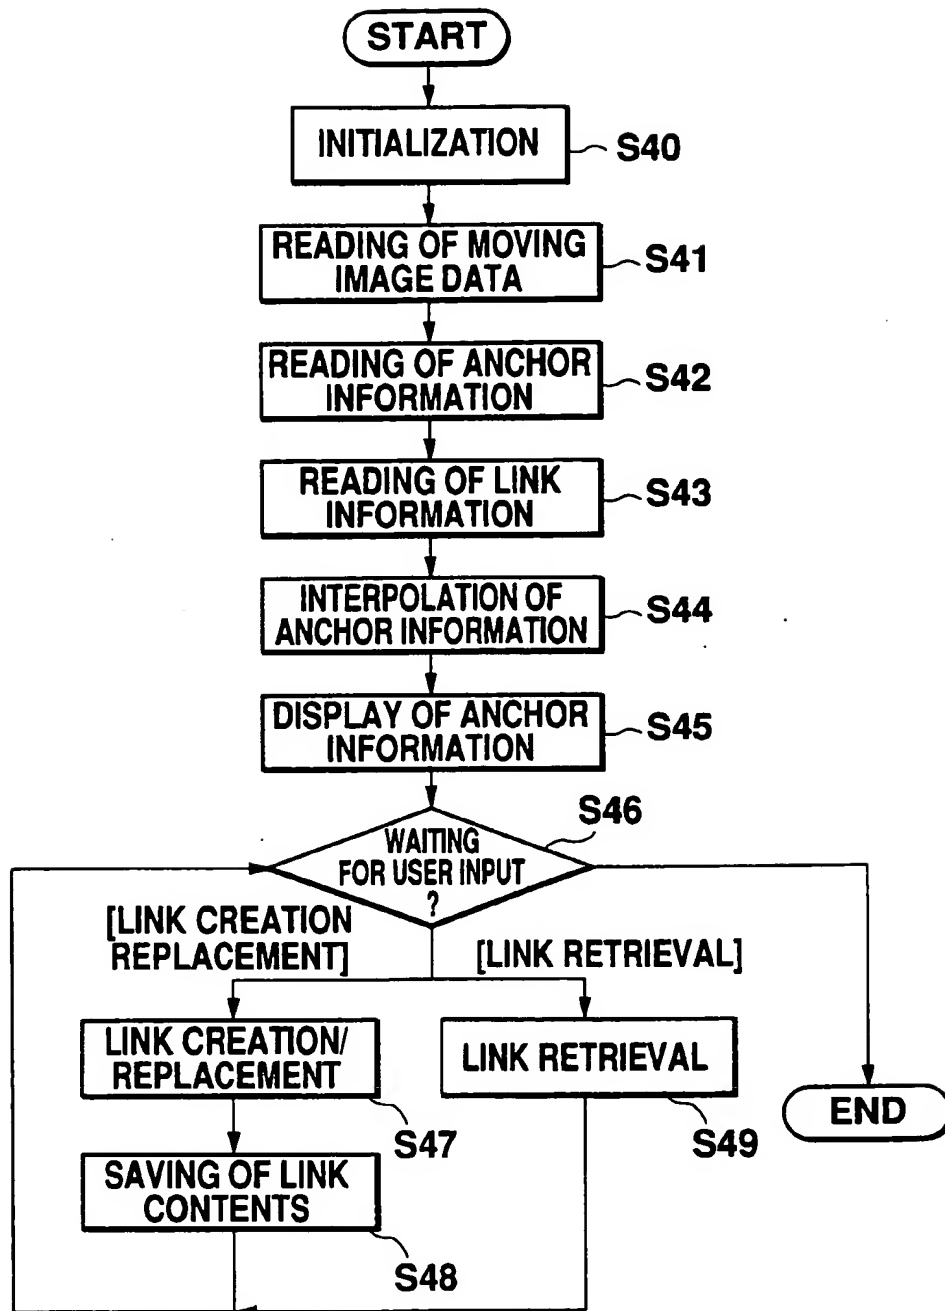 START
INITIALIZATION
S40
READING OF MOVING
IMAGE DATA
S41
READING OF ANCHOR
INFORMATION
S42
READING OF LINK
INFORMATION
S43
INTERPOLATION OF
ANCHOR INFORMATION
S44
DISPLAY OF ANCHOR
INFORMATION
S45
WAITING
FOR USER INPUT
?
S46
[LINK CREATION
REPLACEMENT]
[LINK RETRIEVAL]
LINK CREATION/
REPLACEMENT
S47
LINK RETRIEVAL
S49
END
SAVING OF LINK
CONTENTS
S48